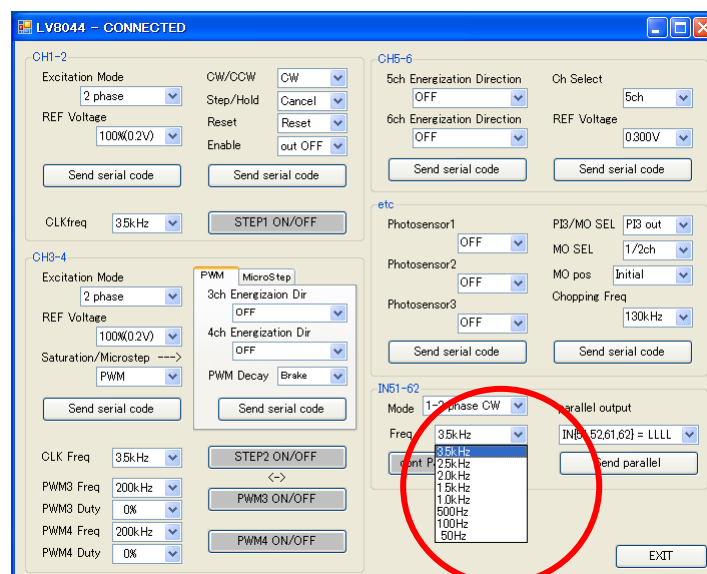 LV8044 – CONNECTED
CH1-2
Excitation Mode
2 phase
REF Voltage
100%(0.2V)
Send serial code
CW/CCW CW
Step/Hold Cancel
Reset Reset
Enable out OFF
Send serial code
CLKfreq 3.5kHz
STEP1 ON/OFF
CH3-4
Excitation Mode
2 phase
REF Voltage
100%(0.2V)
Saturation/Microstep --->
PWM
Send serial code
PWM MicroStep
3ch Energizaion Dir
OFF
4ch Energization Dir
OFF
PWM Decay Brake
Send serial code
CLK Freq 3.5kHz
PWM3 Freq 200kHz
PWM3 Duty 0%
PWM4 Freq 200kHz
PWM4 Duty 0%
STEP2 ON/OFF
<->
PWM3 ON/OFF
PWM4 ON/OFF
CH5-6
5ch Energization Direction
OFF
6ch Energization Direction
OFF
Send serial code
Ch Select
5ch
REF Voltage
0.300V
Send serial code
etc
Photosensor1
OFF
Photosensor2
OFF
Photosensor3
OFF
Send serial code
PI3/MO SEL PI3 out
MO SEL 1/2ch
MO pos Initial
Chopping Freq
130kHz
Send serial code
IN51-62
Mode 1-2 phase CW
Freq 3.5kHz
3.5kHz
2.5kHz
2.0kHz
1.5kHz
1.0kHz
500Hz
100Hz
50Hz
cont
parallel output
IN{51,52,61,62} = LLLL
Send parallel
EXIT